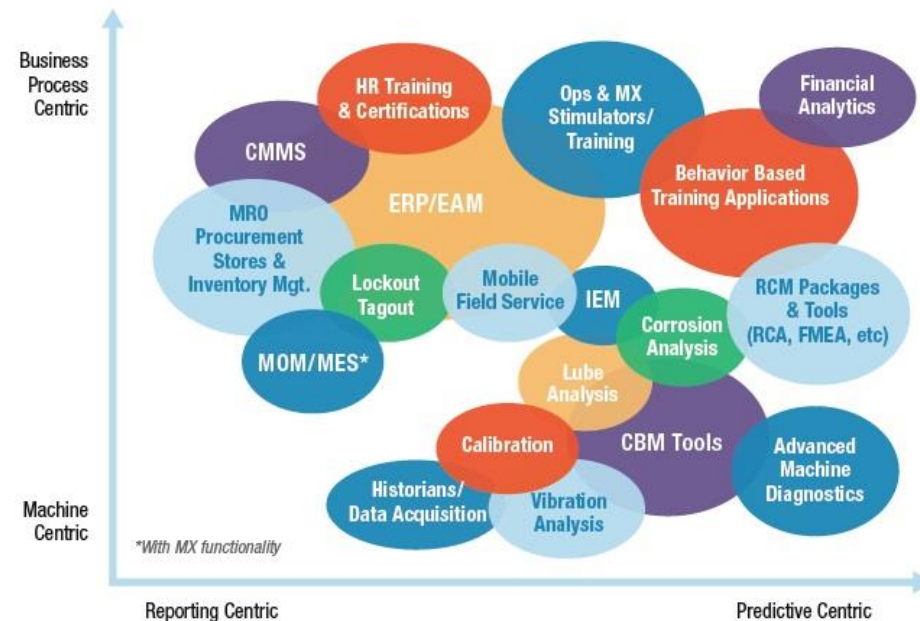 Business
Process
Centric
HR Training
& Certifications
Ops & MX
Stimulators/
Training
Financial
Analytics
CMMS
ERP/EAM
Behavior Based
Training Applications
MRO
Procurement
Stores &
Inventory Mgt.
Lockout
Tagout
Mobile
Field Service
IEM
Corrosion
Analysis
RCM Packages
& Tools
(RCA, FMEA, etc)
MOM/MES*
Lube
Analysis
Calibration
CBM Tools
Advanced
Machine
Diagnostics
Historians/
Data Acquisition
Vibration
Analysis
Machine
Centric
*With MX functionality
Reporting Centric
Predictive Centric